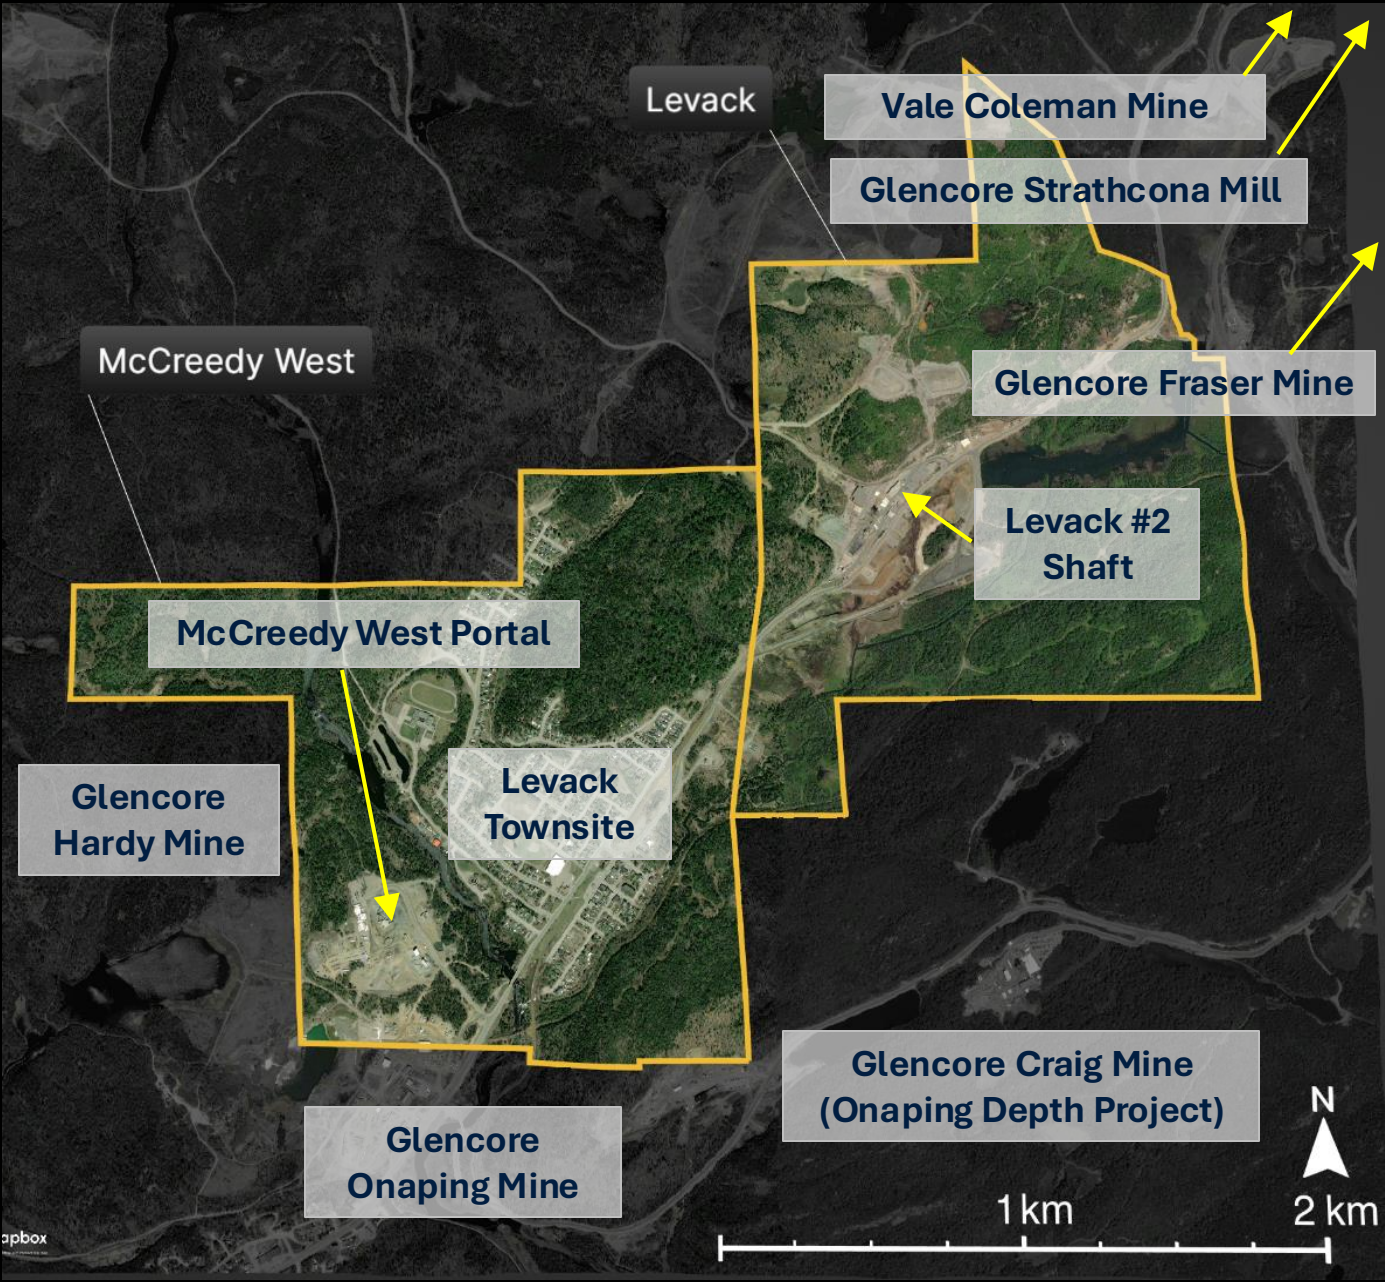 Levack
Vale Coleman Mine
Glencore Strathcona Mill
McCreedy West
Glencore Fraser Mine
Levack #2
Shaft
McCreedy West Portal
Glencore
Hardy Mine
Levack
Townsite
Glencore Craig Mine
(Onaping Depth Project)
Glencore
Onaping Mine
N
1 km
2 km
apbox